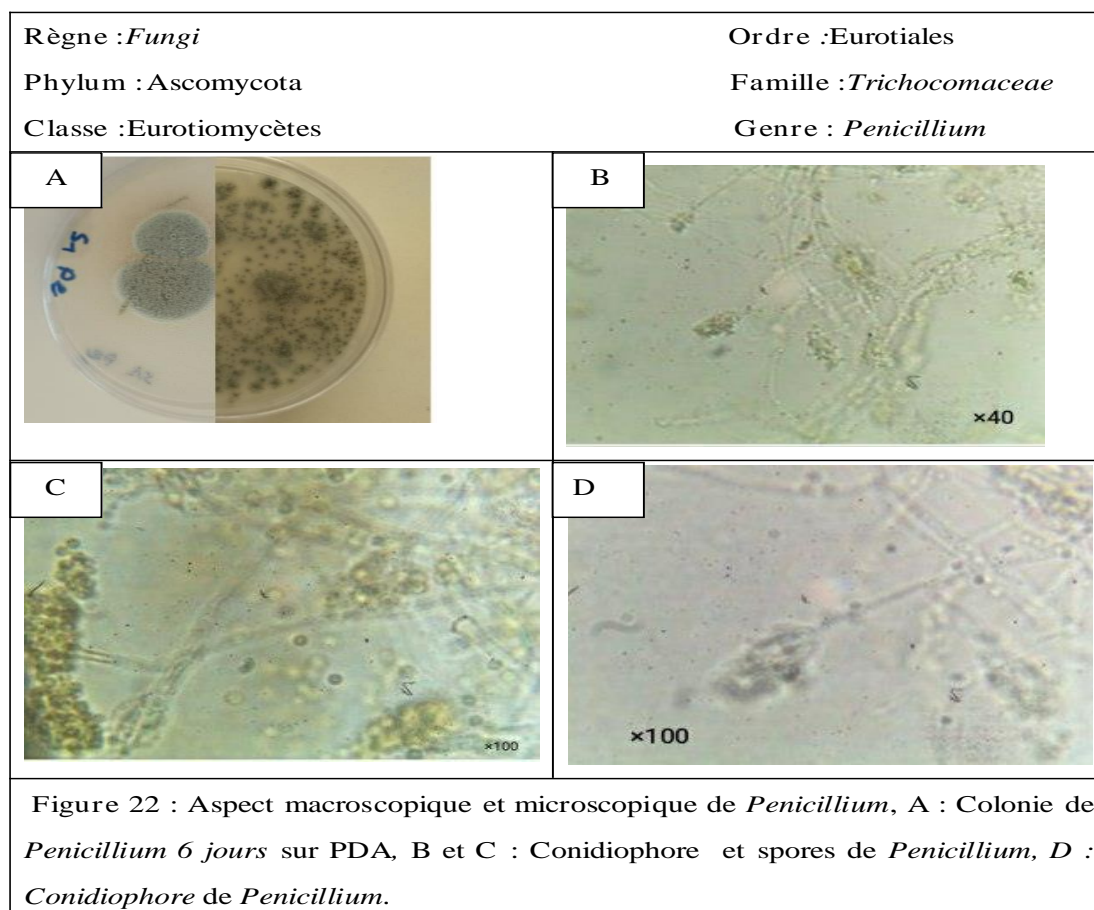 Règne :Fungi
Ordre :Eurotiales
Phylum : Ascomycota
Famille :Trichocomaceae
Classe :Eurotiomycètes
Genre : Penicillium
A
B
×40
C
×100
D
×100
Figure 22 : Aspect macroscopique et microscopique de Penicillium, A : Colonie de
Penicillium 6 jours sur PDA, B et C : Conidiophore et spores de Penicillium, D :
Conidiophore de Penicillium.